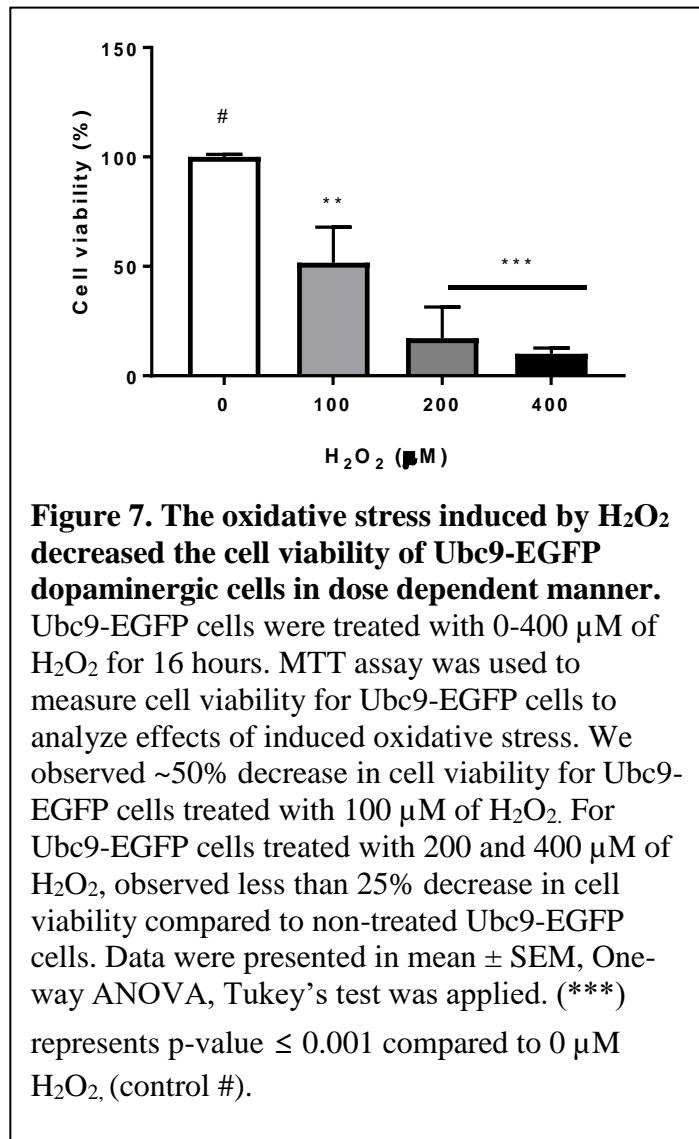 150
#
100
Cell viability (%)
**
50
***
0
0 100 200 400
H₂O₂ (μM)
Figure 7. The oxidative stress induced by H₂O₂
decreased the cell viability of Ubc9-EGFP
dopaminergic cells in dose dependent manner.
Ubc9-EGFP cells were treated with 0-400 µM of
H₂O₂ for 16 hours. MTT assay was used to
measure cell viability for Ubc9-EGFP cells to
analyze effects of induced oxidative stress. We
observed ~50% decrease in cell viability for Ubc9-
EGFP cells treated with 100 µM of H₂O₂. For
Ubc9-EGFP cells treated with 200 and 400 µM of
H₂O₂, observed less than 25% decrease in cell
viability compared to non-treated Ubc9-EGFP
cells. Data were presented in mean ± SEM, One-
way ANOVA, Tukey’s test was applied. (***)
represents p-value ≤ 0.001 compared to 0 µM
H₂O₂, (control #).